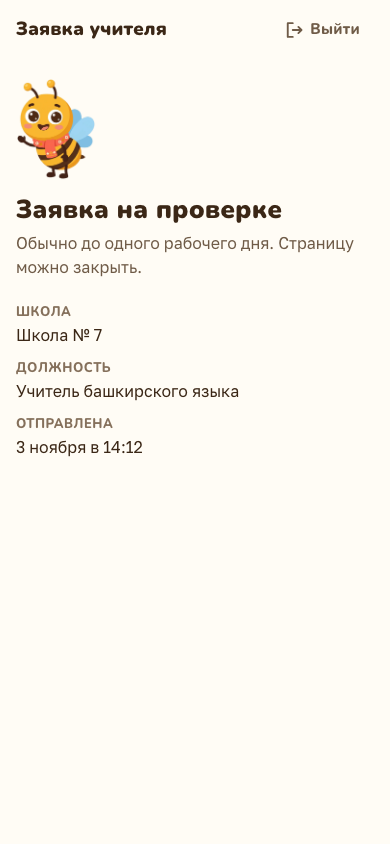 Заявка учителя
Выйти
Заявка на проверке
Обычно до одного рабочего дня. Страницу
можно закрыть.
ШКОЛА
Школа № 7
ДОЛЖНОСТЬ
Учитель башкирского языка
ОТПРАВЛЕНА
3 ноября в 14:12